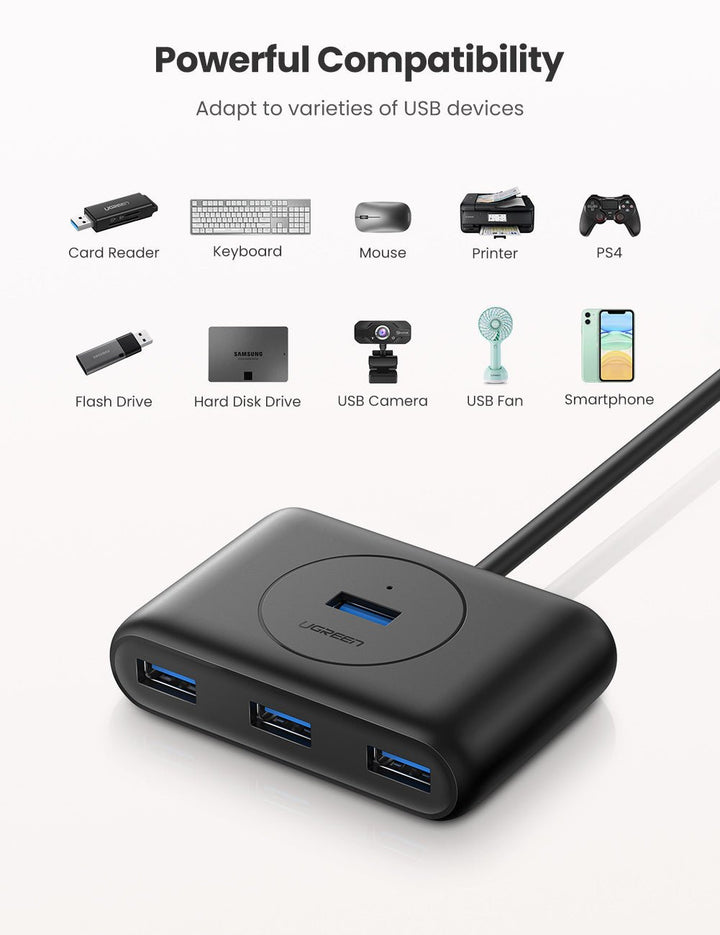 Powerful Compatibility
Adapt to varieties of USB devices
UGREEN
Card Reader
Keyboard
Mouse
Printer
PS4
SAMSUNG
Flash Drive
Hard Disk Drive
USB Camera
USB Fan
Smartphone
UGREEN